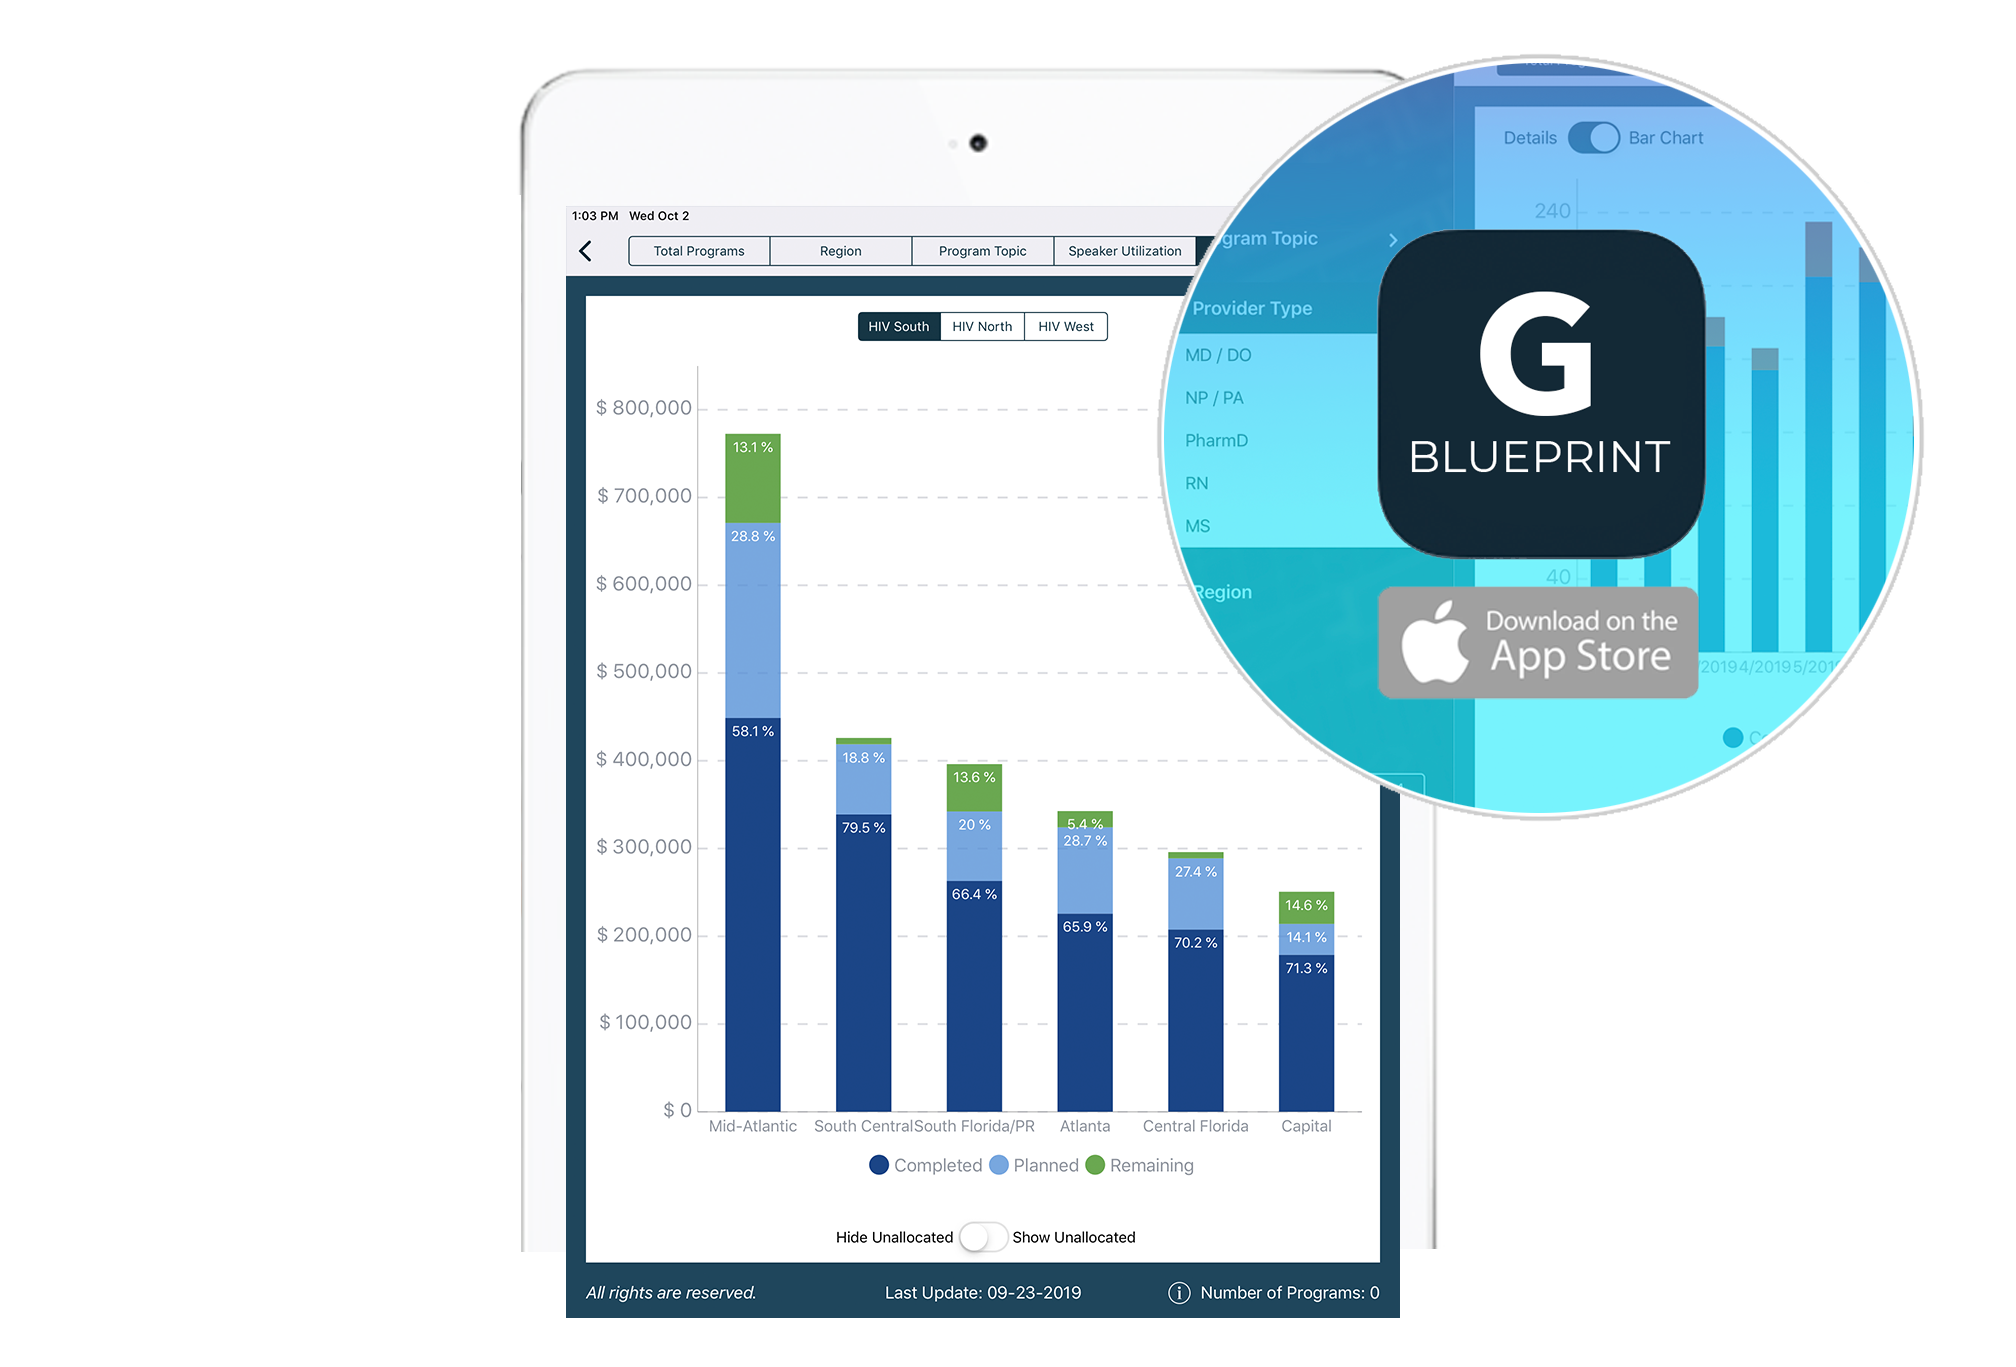 1:03 PM Wed Oct 2
Total Programs Region Program Topic Speaker Utilization
HIV South HIV North HIV West
$ 800,000
$ 700,000
$ 600,000
$ 500,000
$ 400,000
$ 300,000
$ 200,000
$ 100,000
$ 0
13.1 %
28.8 %
58.1 %
18.8 %
79.5 %
13.6 %
20 %
66.4 %
5.4 %
28.7 %
65.9 %
27.4 %
70.2 %
14.6 %
14.1 %
71.3 %
Mid-Atlantic South Central South Florida/PR Atlanta Central Florida Capital
Completed Planned Remaining
Hide Unallocated Show Unallocated
All rights are reserved. Last Update: 09-23-2019 Number of Programs: 0
Details Bar Chart
240
40
Topic
Provider Type
MD / DO
NP / PA
PharmD
RN
MS
Region
G
BLUEPRINT
Download on the
App Store
/2019 4/2019 5/201